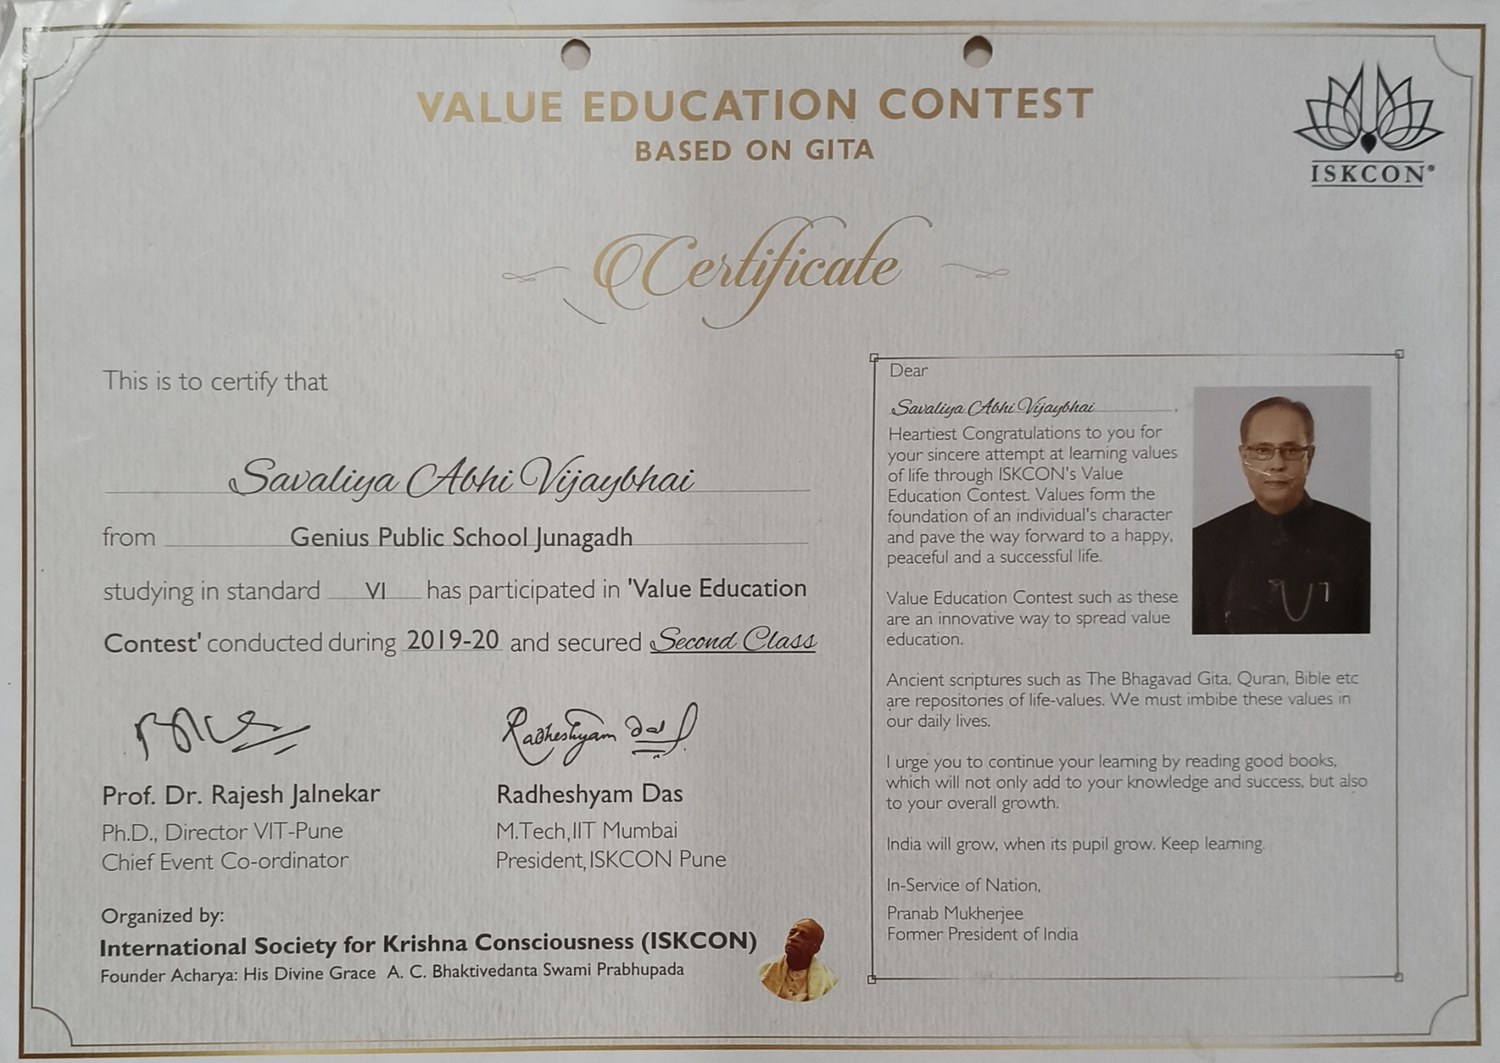 VALUE EDUCATION CONTEST
BASED ON GITA
ISKCON®
Certificate
This is to certify that
Savaliya Abhi Vijaybhai
from Genius Public School Junagadh
studying in standard VI has participated in 'Value Education
Contest' conducted during 2019-20 and secured Second Class
Radheshyam Das
Prof. Dr. Rajesh Jalnekar
Ph.D., Director VIT-Pune
Chief Event Co-ordinator
Radheshyam Das
M.Tech,IIT Mumbai
President,ISKCON Pune
Organized by:
International Society for Krishna Consciousness (ISKCON)
Founder Acharya: His Divine Grace A. C. Bhaktivedanta Swami Prabhupada
Dear
Savaliya Abhi Vijaybhai,
Heartiest Congratulations to you for
your sincere attempt at learning values
of life through ISKCON's Value
Education Contest. Values form the
foundation of an individual's character
and pave the way forward to a happy,
peaceful and a successful life.
Value Education Contest such as these
are an innovative way to spread value
education.
Ancient scriptures such as The Bhagavad Gita, Quran, Bible etc
are repositories of life-values. We must imbibe these values in
our daily lives.
I urge you to continue your learning by reading good books,
which will not only add to your knowledge and success, but also
to your overall growth.
India will grow, when its pupil grow. Keep learning.
In-Service of Nation,
Pranab Mukherjee
Former President of India